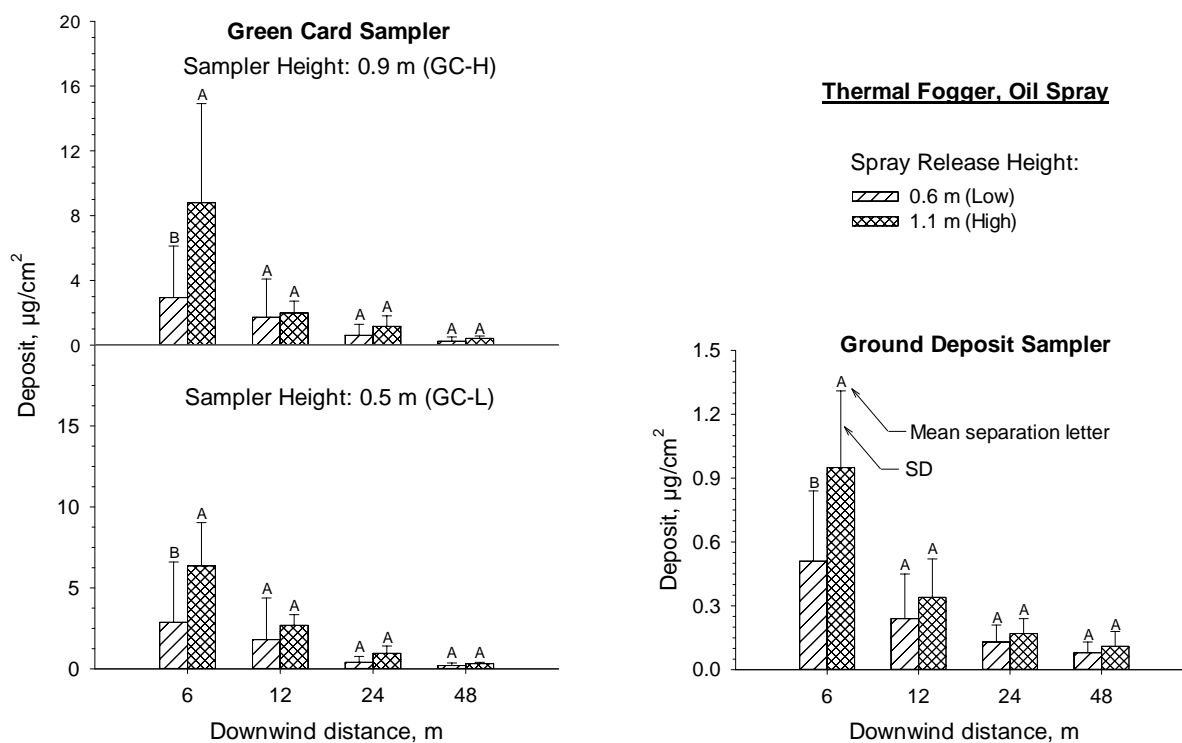 Green Card Sampler
Sampler Height: 0.9 m (GC-H)
20
16
12
8
4
0
A
B
A
A
A
A
A
A
Deposit, µg/cm²
Sampler Height: 0.5 m (GC-L)
15
10
5
0
B
A
A
A
A
A
A
A
6 12 24 48
Downwind distance, m
Thermal Fogger, Oil Spray
Spray Release Height:
0.6 m (Low)
1.1 m (High)
Ground Deposit Sampler
1.5
1.2
0.9
0.6
0.3
0.0
Deposit, µg/cm²
A
Mean separation letter
SD
B
A
A
A
A
A
A
6 12 24 48
Downwind distance, m